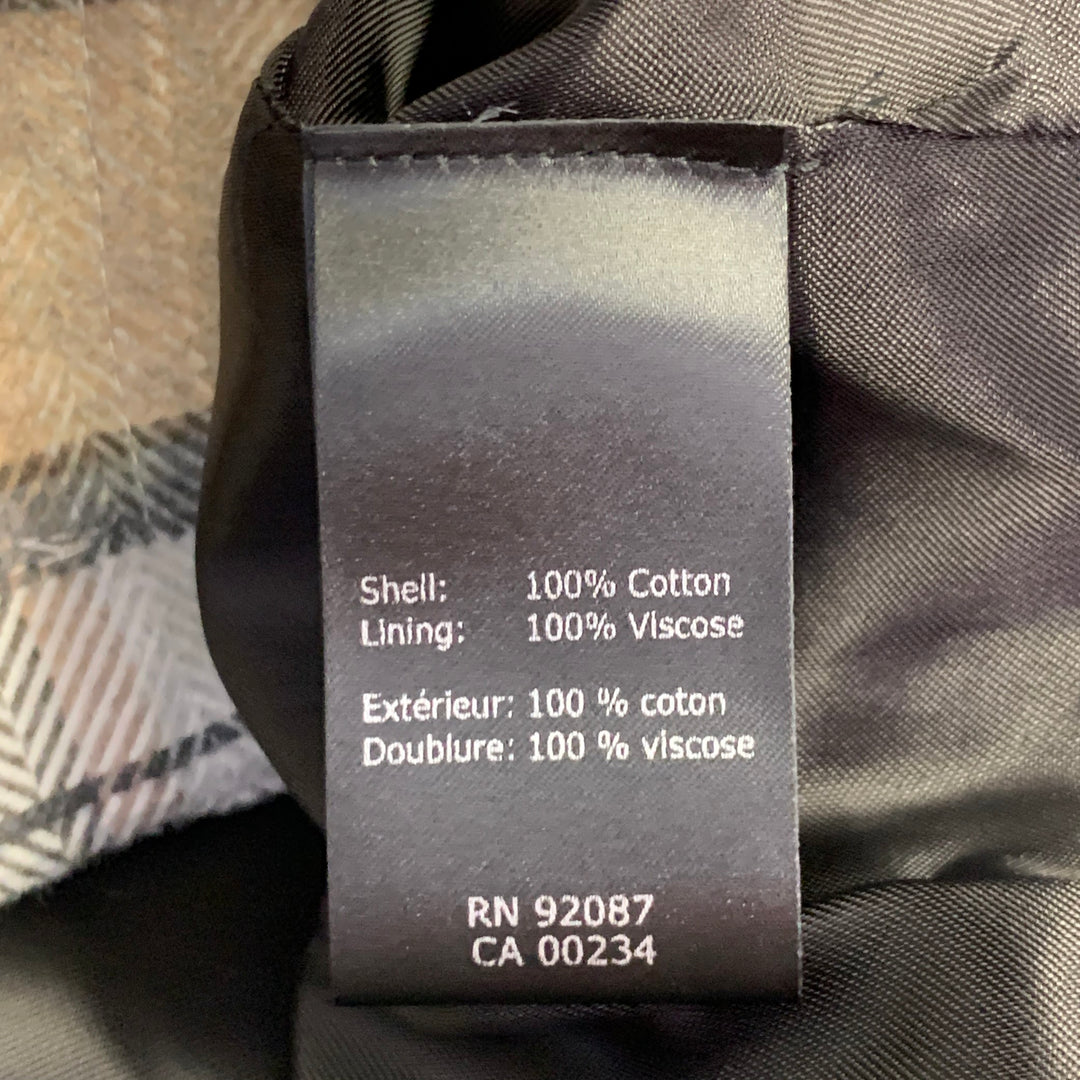 Shell: 100% Cotton
Lining: 100% Viscose
Extérieur: 100 % coton
Doublure: 100 % viscose
RN 92087
CA 00234